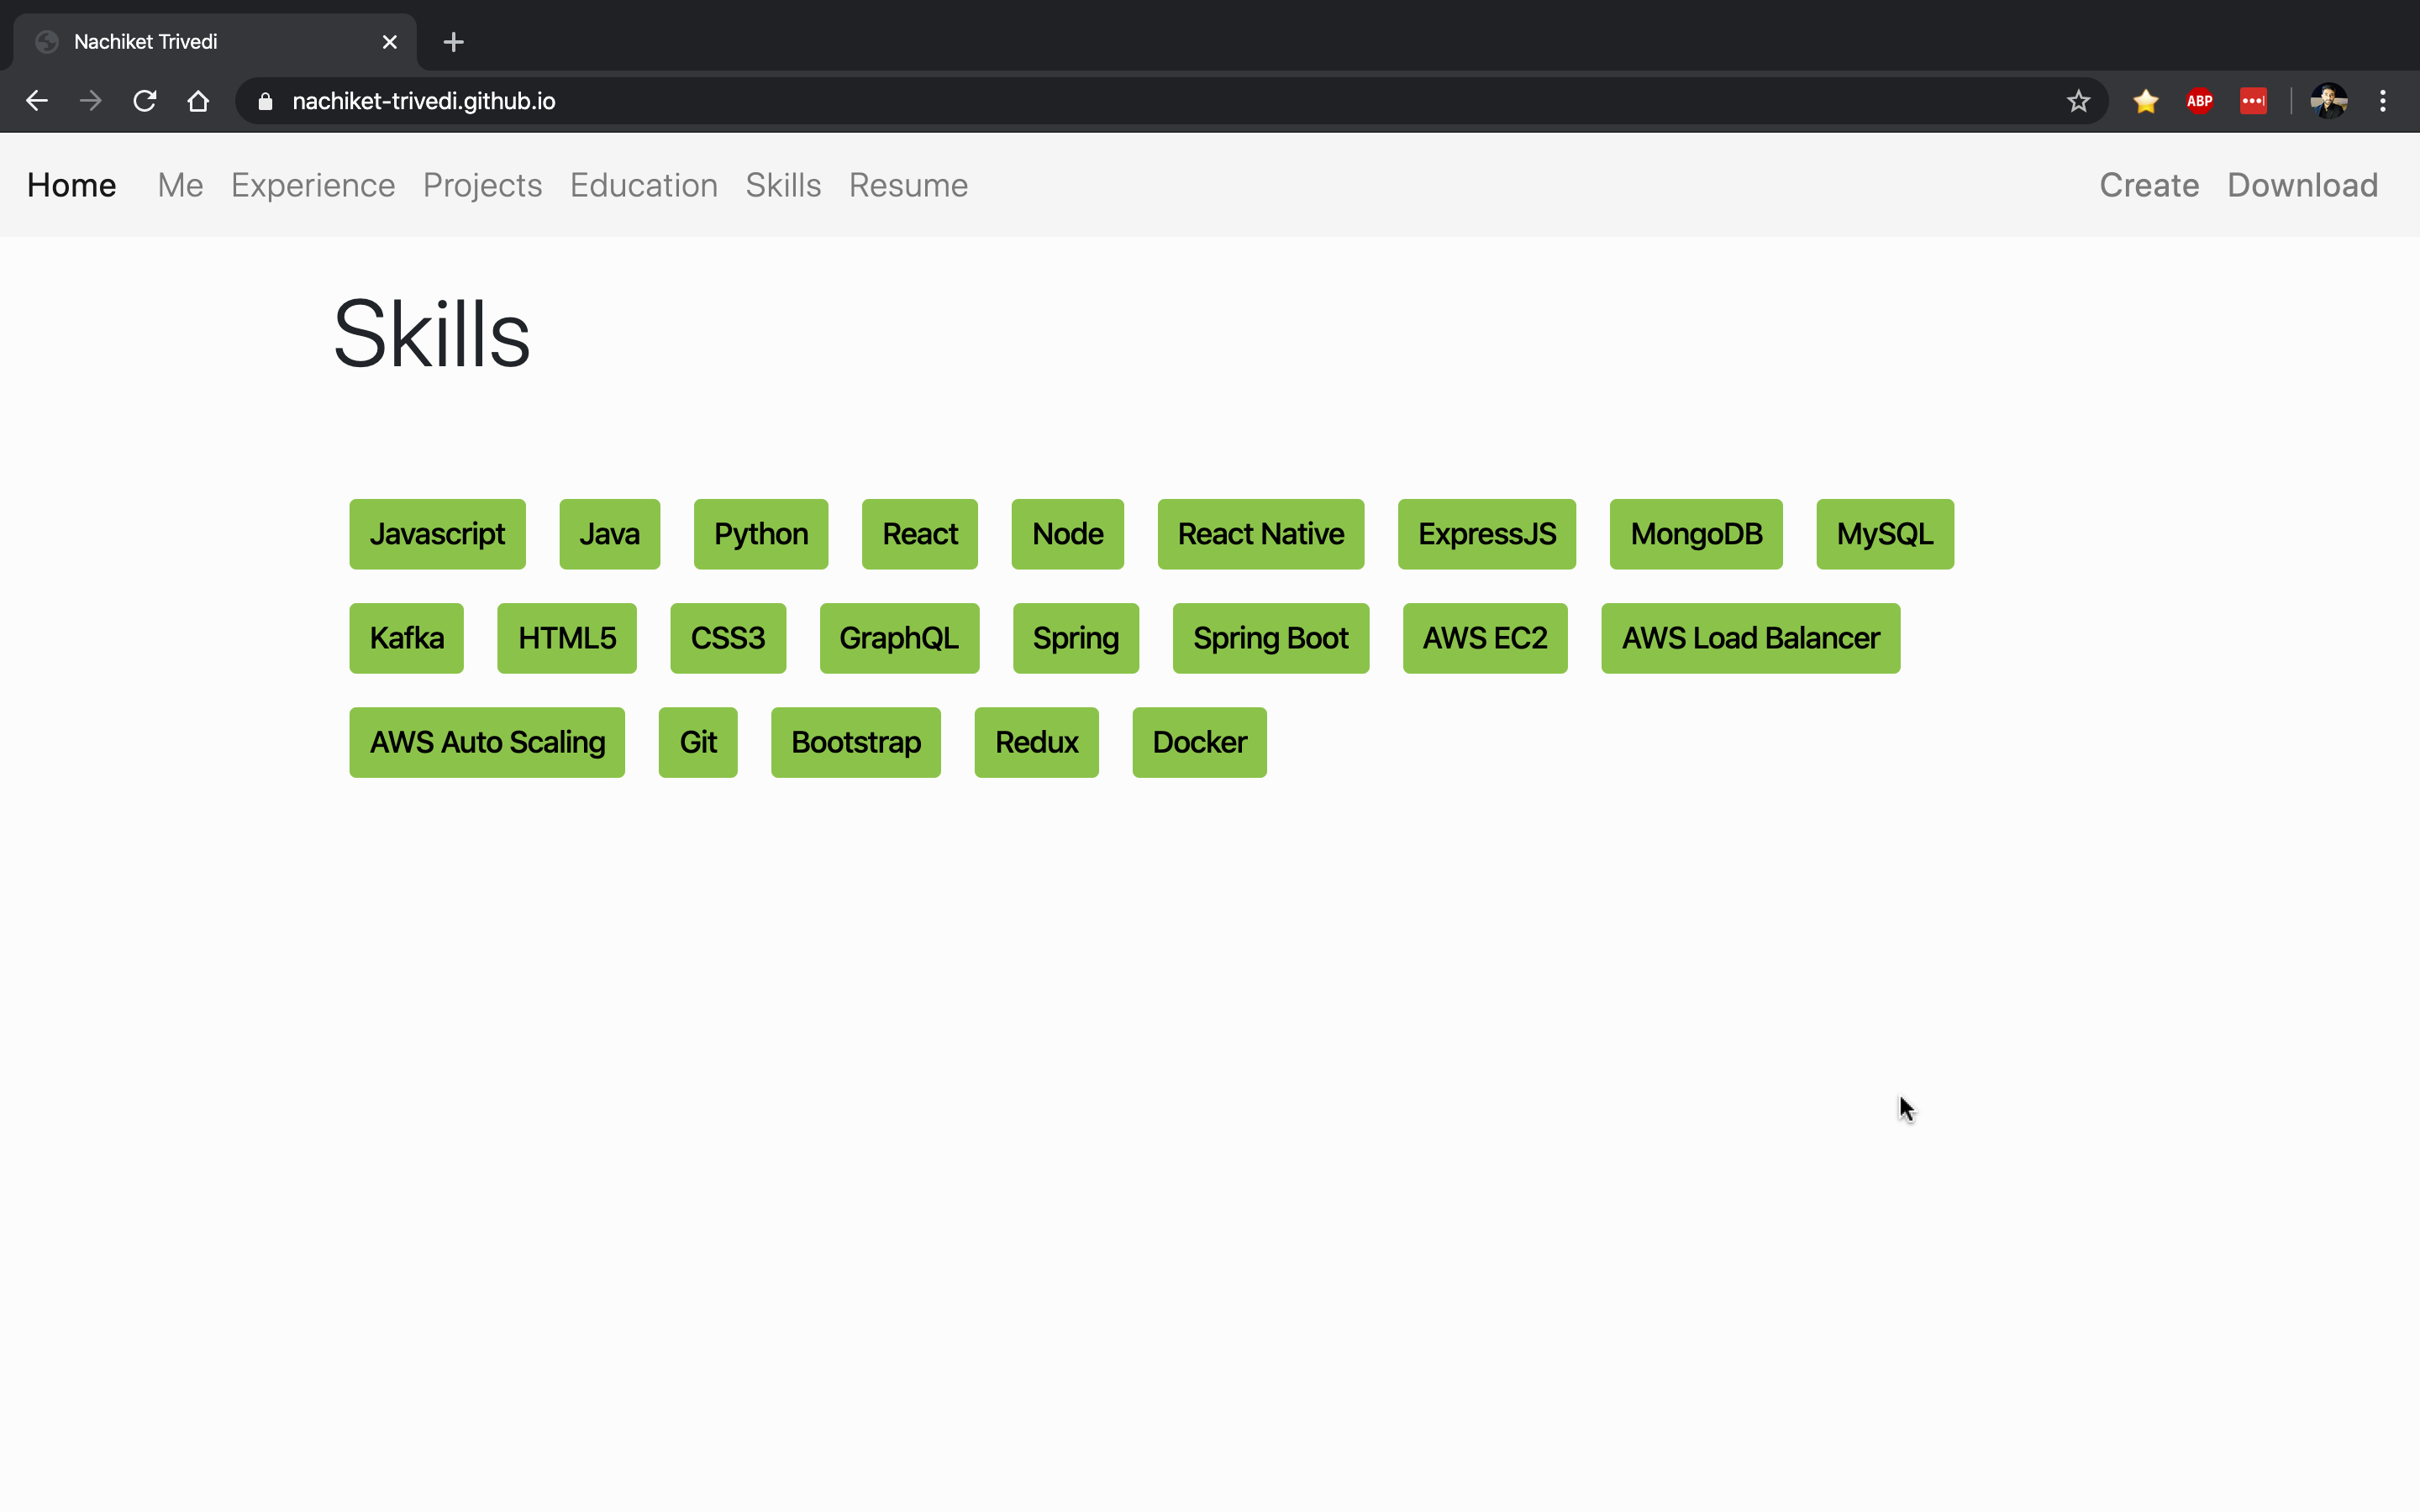 Nachiket Trivedi
nachiket-trivedi.github.io
ABP
Home Me Experience Projects Education Skills Resume Create Download
Skills
Javascript Java Python React Node React Native ExpressJS MongoDB MySQL
Kafka HTML5 CSS3 GraphQL Spring Spring Boot AWS EC2 AWS Load Balancer
AWS Auto Scaling Git Bootstrap Redux Docker